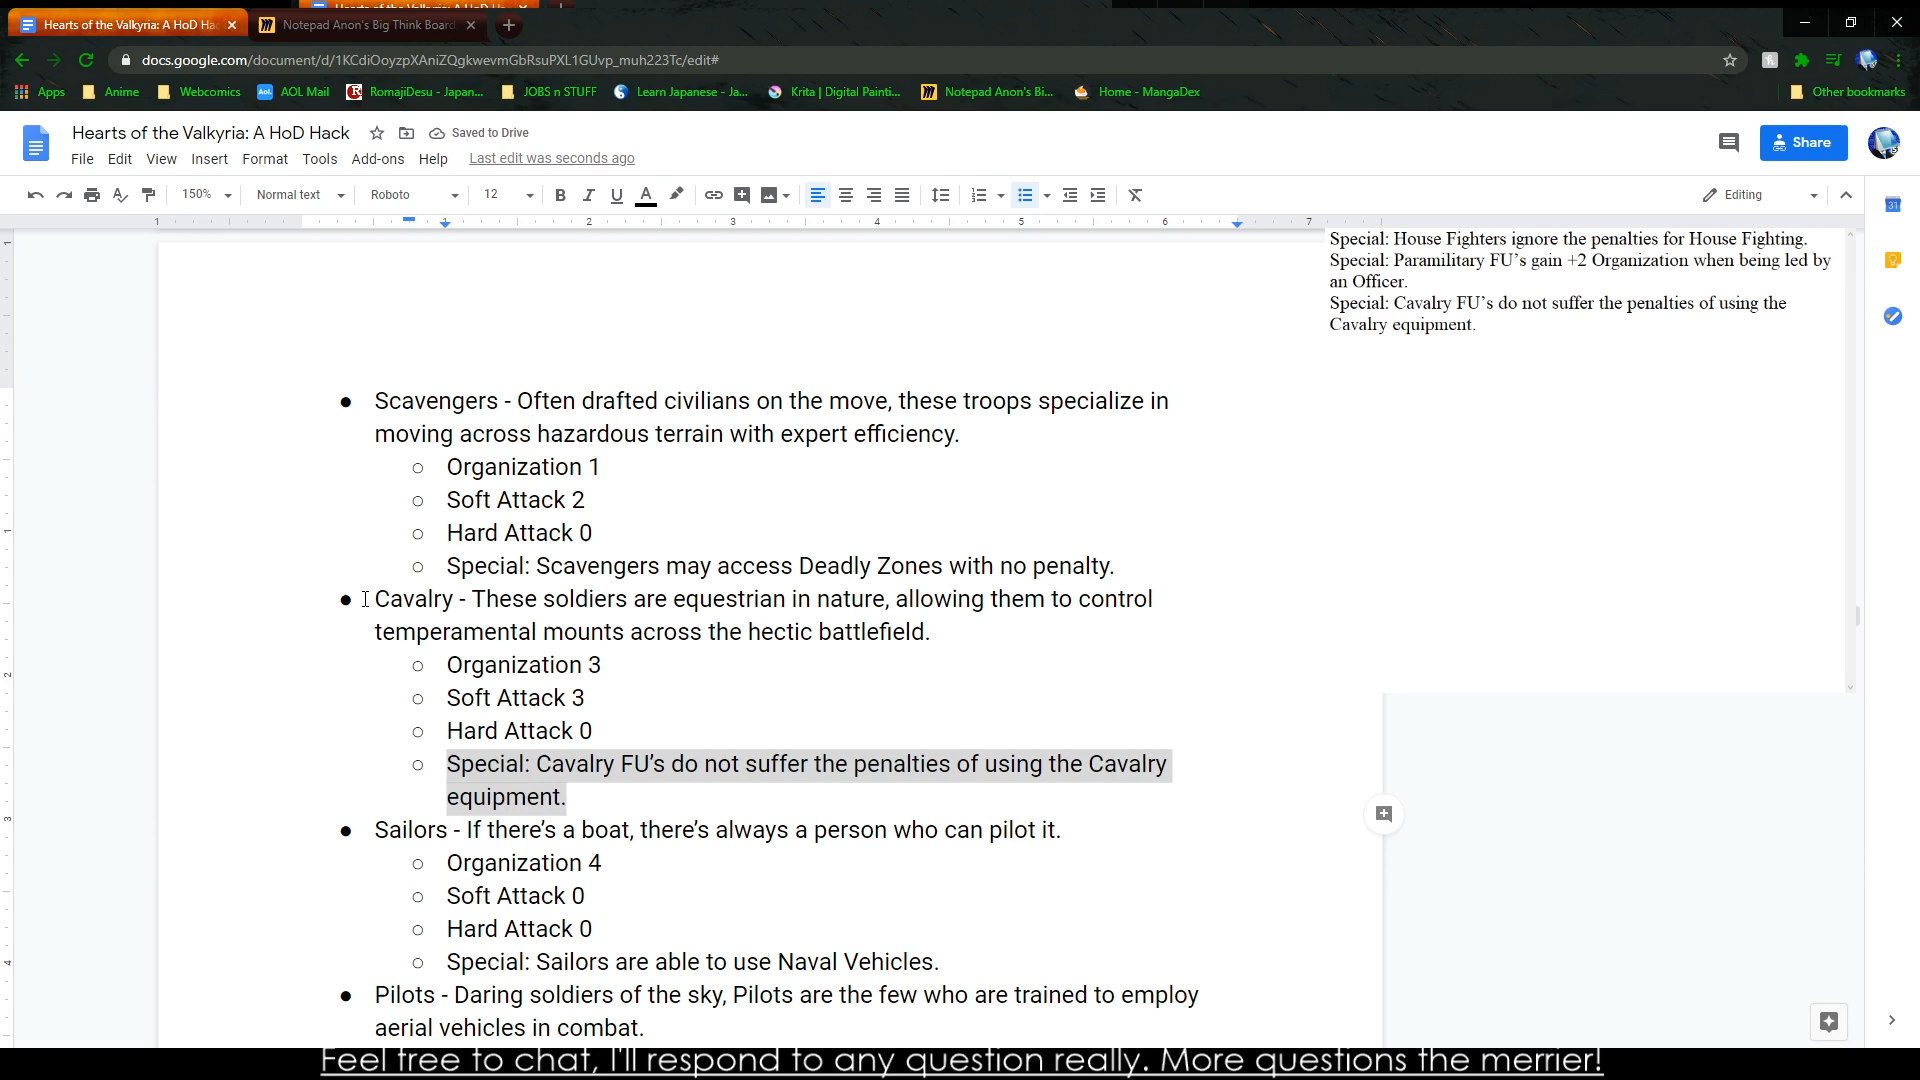 Hearts of the Valkyria: A HoD Ha
Notepad Anon's Big Think Board
docs.google.com/document/d/1KCdiOoyzpXAniZQgkwevmGbRsuPXL1GUvp_muh223Tc/edit#
Apps
Anime
Webcomics
AOL Mail
RomajiDesu - Japan...
JOBS n STUFF
Learn Japanese - Ja...
Krita | Digital Painti...
Notepad Anon's Bi...
Home - MangaDex
Other bookmarks
Hearts of the Valkyria: A HoD Hack
Saved to Drive
Share
File Edit View Insert Format Tools Add-ons Help Last edit was seconds ago
150% Normal text Roboto 12 B I U A Editing
1 1 2 3 4 5 6 7
31
Special: House Fighters ignore the penalties for House Fighting.
Special: Paramilitary FU's gain +2 Organization when being led by
an Officer.
Special: Cavalry FU's do not suffer the penalties of using the
Cavalry equipment.
● Scavengers - Often drafted civilians on the move, these troops specialize in
moving across hazardous terrain with expert efficiency.
○ Organization 1
○ Soft Attack 2
○ Hard Attack 0
○ Special: Scavengers may access Deadly Zones with no penalty.
● Cavalry - These soldiers are equestrian in nature, allowing them to control
temperamental mounts across the hectic battlefield.
○ Organization 3
○ Soft Attack 3
○ Hard Attack 0
○ Special: Cavalry FU's do not suffer the penalties of using the Cavalry
equipment.
● Sailors - If there's a boat, there's always a person who can pilot it.
○ Organization 4
○ Soft Attack 0
○ Hard Attack 0
○ Special: Sailors are able to use Naval Vehicles.
● Pilots - Daring soldiers of the sky, Pilots are the few who are trained to employ
aerial vehicles in combat.
Feel free to chat, I'll respond to any question really. More questions the merrier!